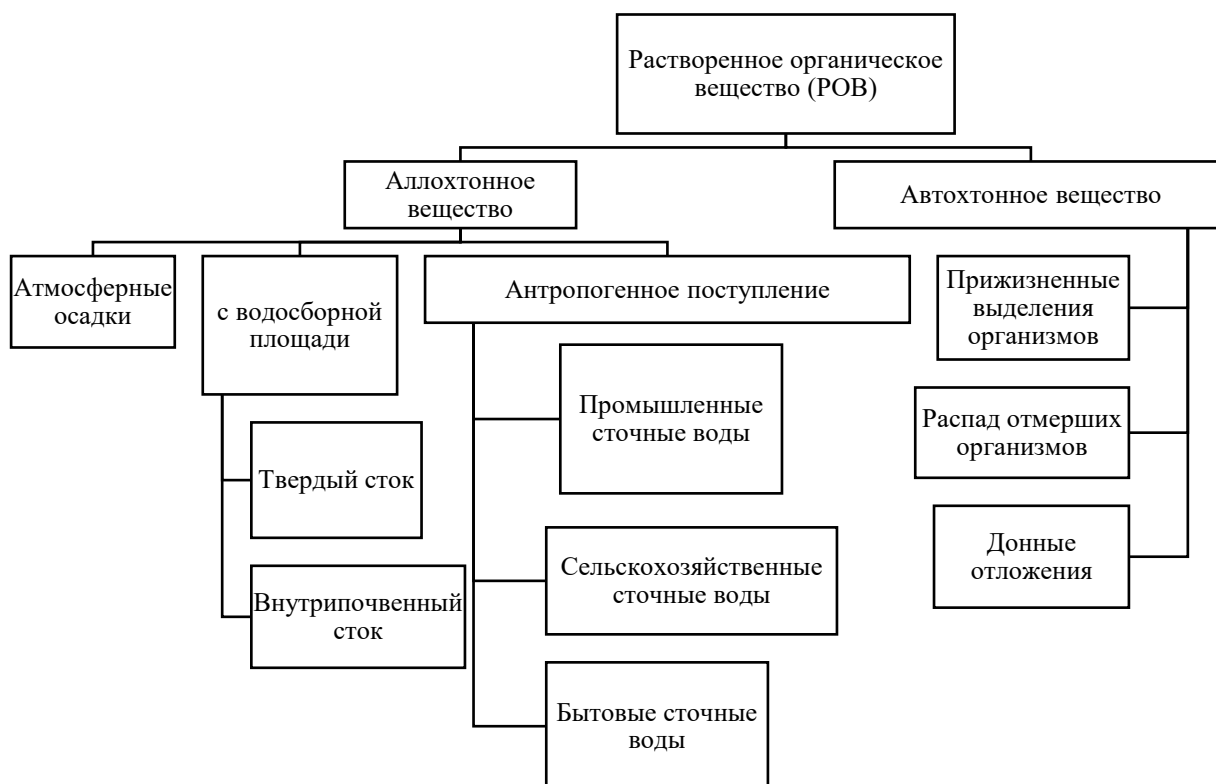 Растворенное органическое
вещество (РОВ)
Аллохтонное
вещество
Автохтонное вещество
Атмосферные
осадки
с водосборной
площади
Антропогенное поступление
Прижизненные
выделения
организмов
Промышленные
сточные воды
Распад отмерших
организмов
Твердый сток
Сельскохозяйственные
сточные воды
Донные
отложения
Внутрипочвенный
сток
Бытовые сточные
воды